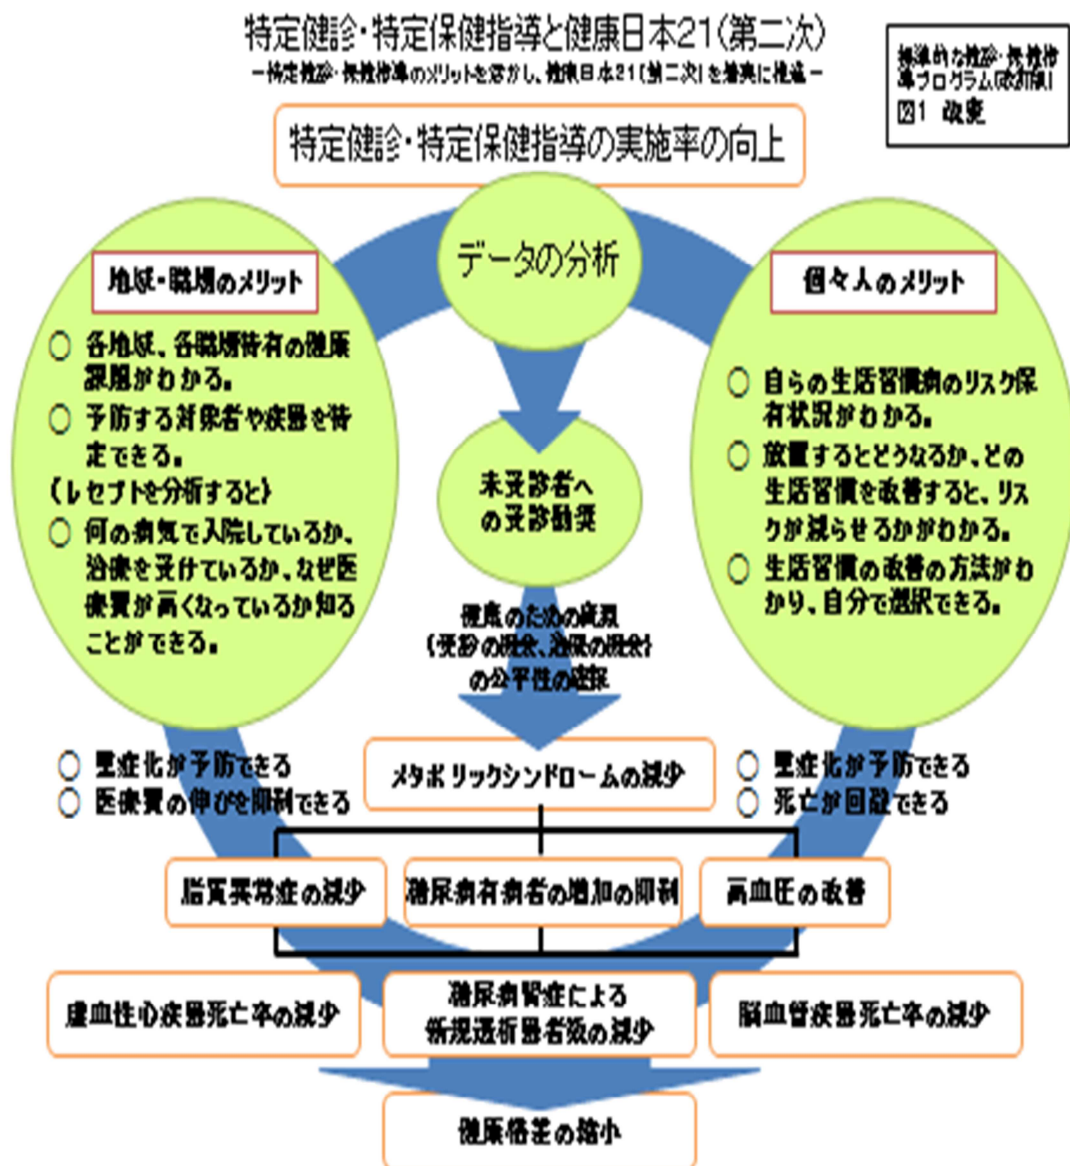 特定健診・特定保健指導と健康日本21(第二次)
－特定健診・保健指導のメリットを活かし、健康日本21(第二次)を着実に推進－
標準的な健診・保健指
導プログラム(改訂版)
図1 改変
特定健診・特定保健指導の実施率の向上
データの分析
地域・職場のメリット
○ 各地域、各職場特有の健康
課題がわかる。
○ 予防する対象者や疾患を特
定できる。
(レセプトを分析すると)
○ 何の病気で入院しているか、
治療を受けているか、なぜ医
療費が高くなっているか知る
ことができる。
個々人のメリット
○ 自らの生活習慣病のリスク保
有状況がわかる。
○ 放置するとどうなるか、どの
生活習慣を改善すると、リス
クが減らせるかがわかる。
○ 生活習慣の改善の方法がわ
かり、自分で選択できる。
未受診者へ
の受診勧奨
健康のための資源
(受診の機会、治療の機会)
の公平性の確保
○ 重症化が予防できる
○ 医療費の伸びを抑制できる
メタボリックシンドロームの減少
○ 重症化が予防できる
○ 死亡が回避できる
脂質異常症の減少
糖尿病有病者の増加の抑制
高血圧の改善
虚血性心疾患死亡率の減少
糖尿病腎症による
新規透析患者数の減少
脳血管疾患死亡率の減少
健康格差の縮小